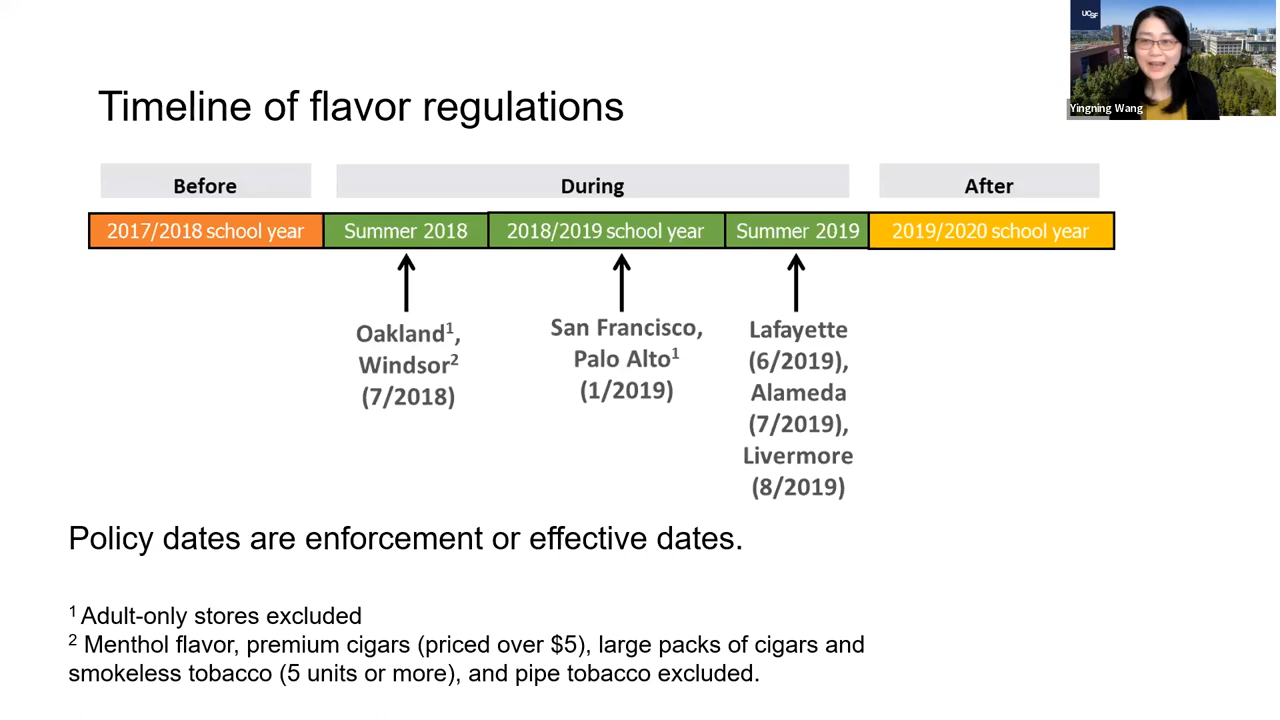 UCSF
Yingning Wang
Timeline of flavor regulations
Before
During
After
2017/2018 school year
Summer 2018
2018/2019 school year
Summer 2019
2019/2020 school year
Oakland¹,
Windsor²
(7/2018)
San Francisco,
Palo Alto¹
(1/2019)
Lafayette
(6/2019),
Alameda
(7/2019),
Livermore
(8/2019)
Policy dates are enforcement or effective dates.
¹ Adult-only stores excluded
² Menthol flavor, premium cigars (priced over $5), large packs of cigars and
smokeless tobacco (5 units or more), and pipe tobacco excluded.